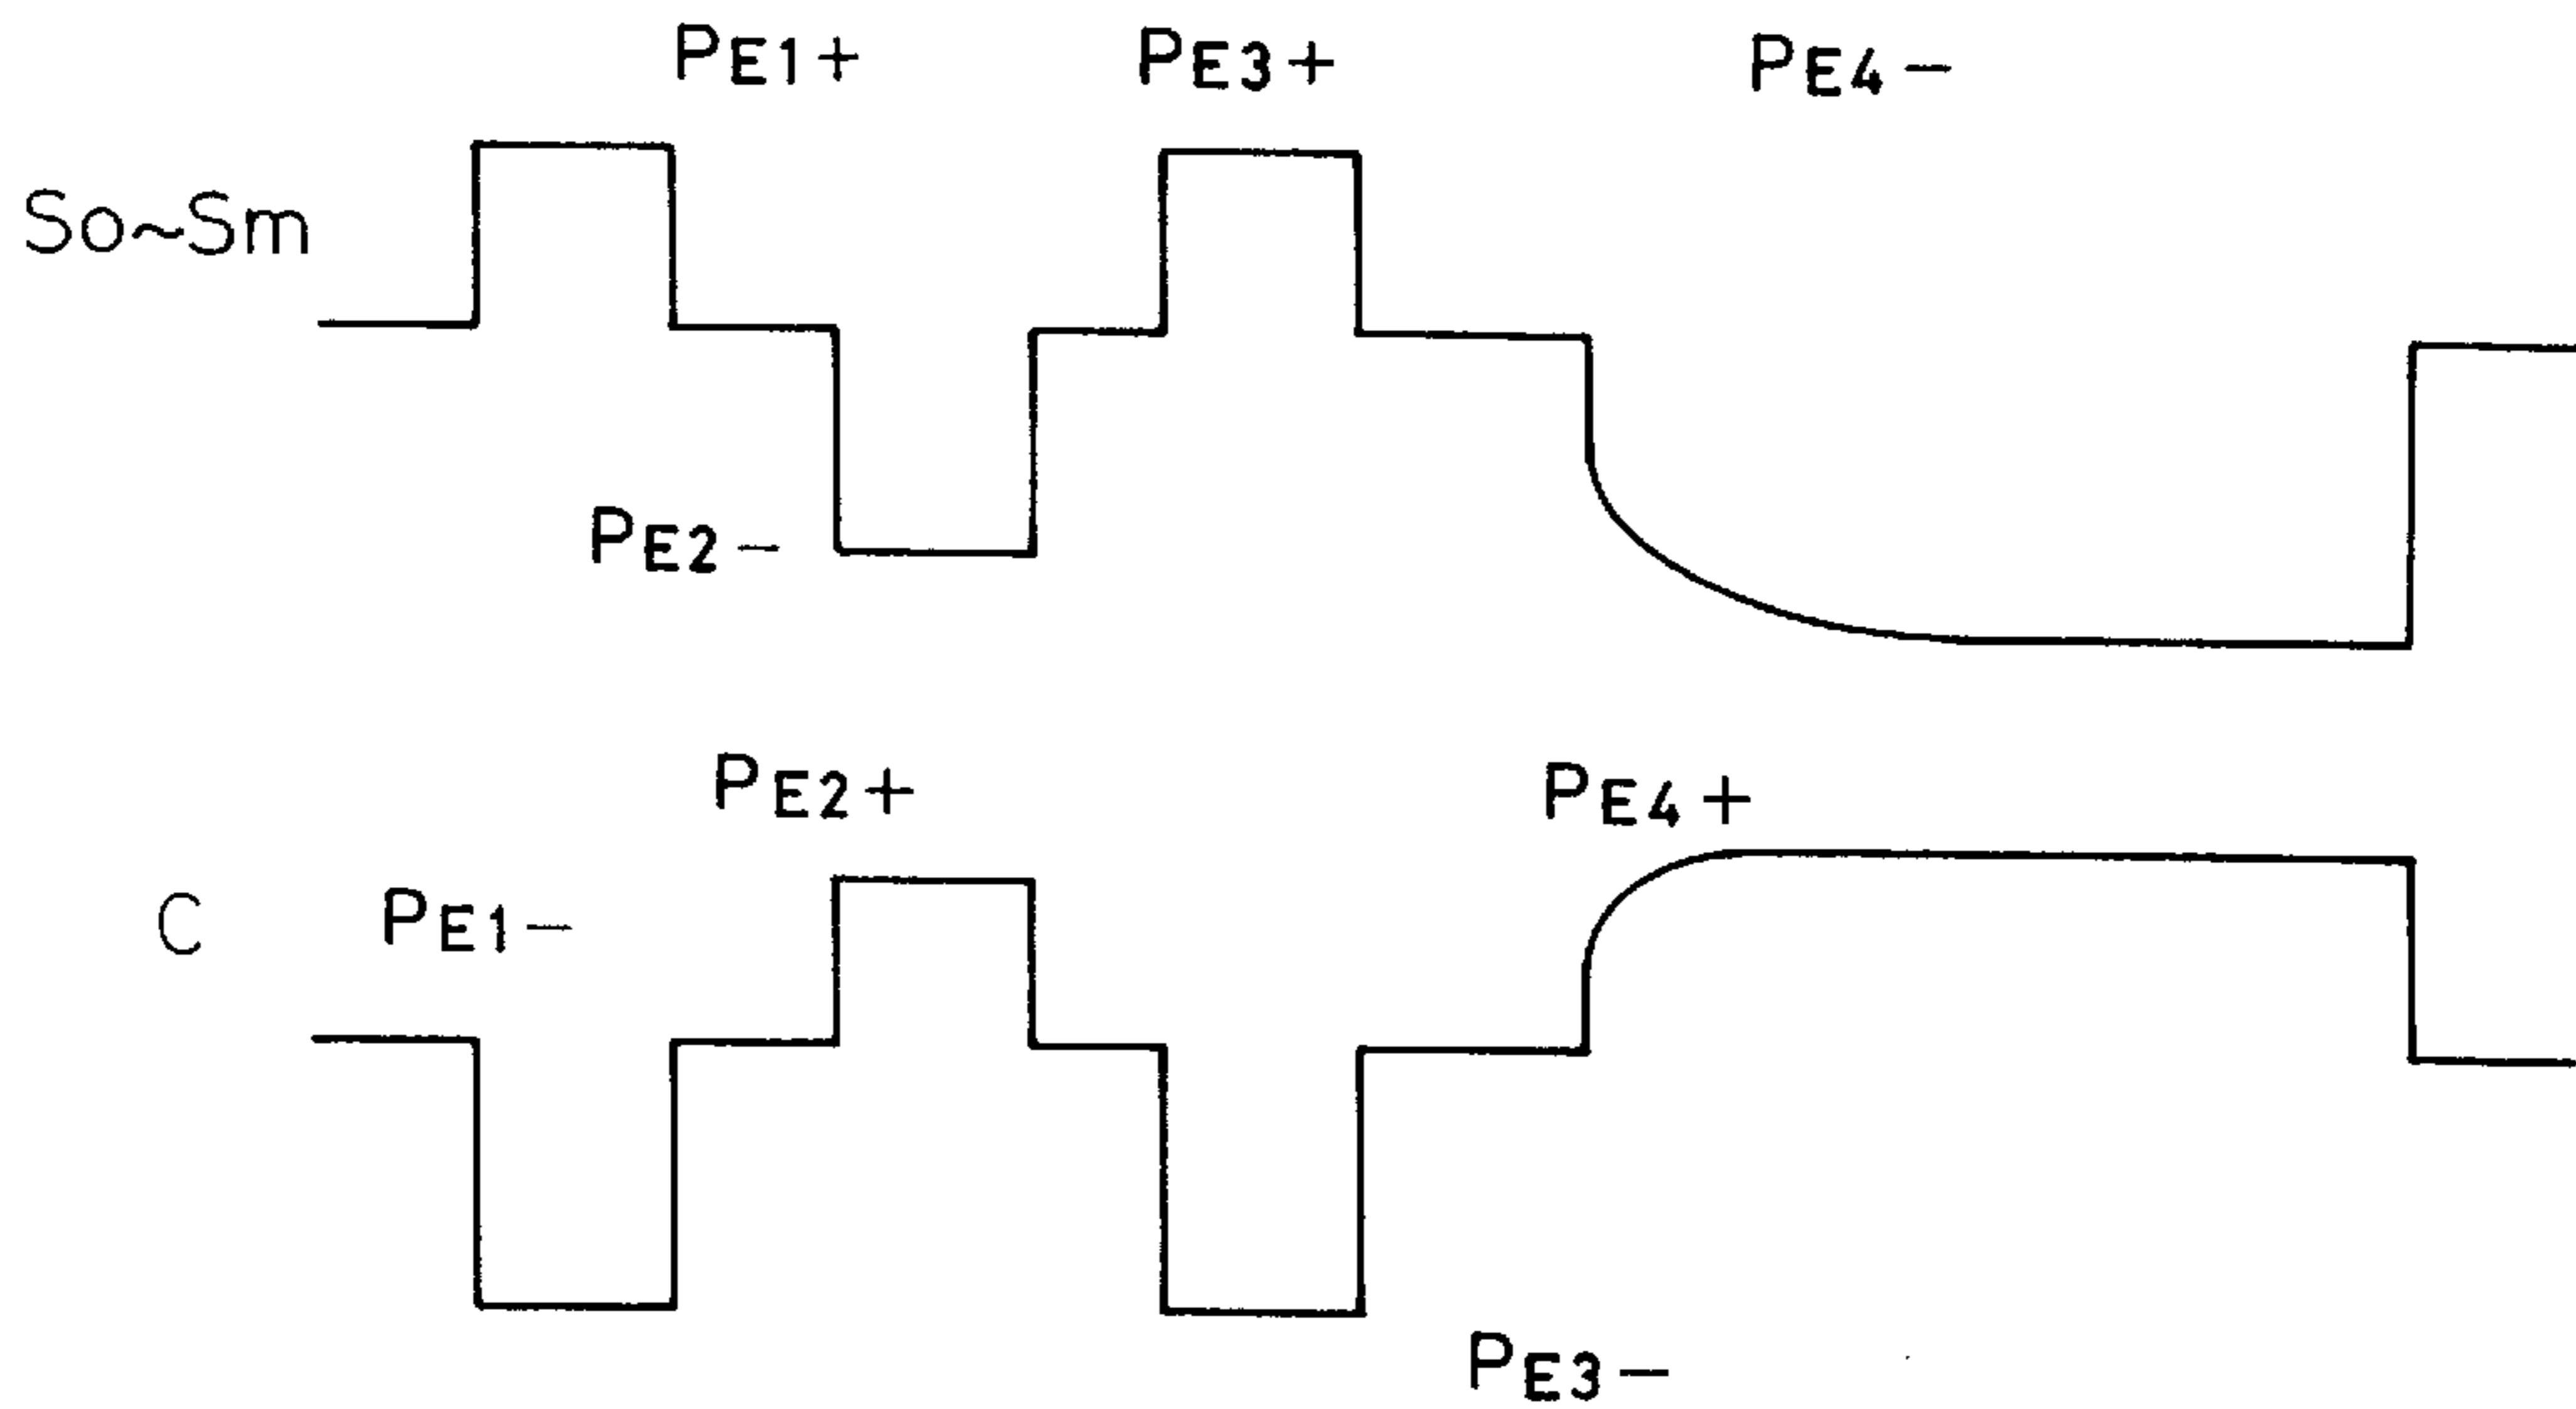 PE1+ PE3+ PE4-
So~Sm
PE2-
PE2+ PE4+
C PE1-
PE3-